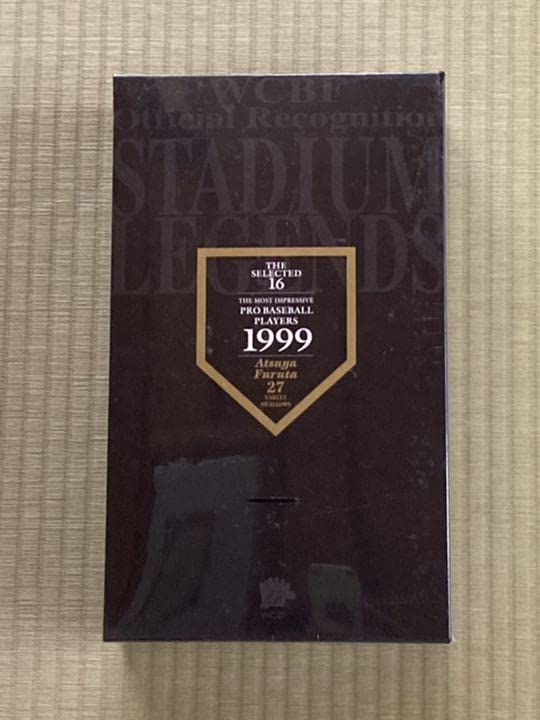 WCBF
Official Recognition
STADIUM
LEGENDS
THE
SELECTED
16
THE MOST IMPRESSIVE
PRO BASEBALL
PLAYERS
1999
Atsuya
Furuta
27
YAKULT
SWALLOWS
WCBF